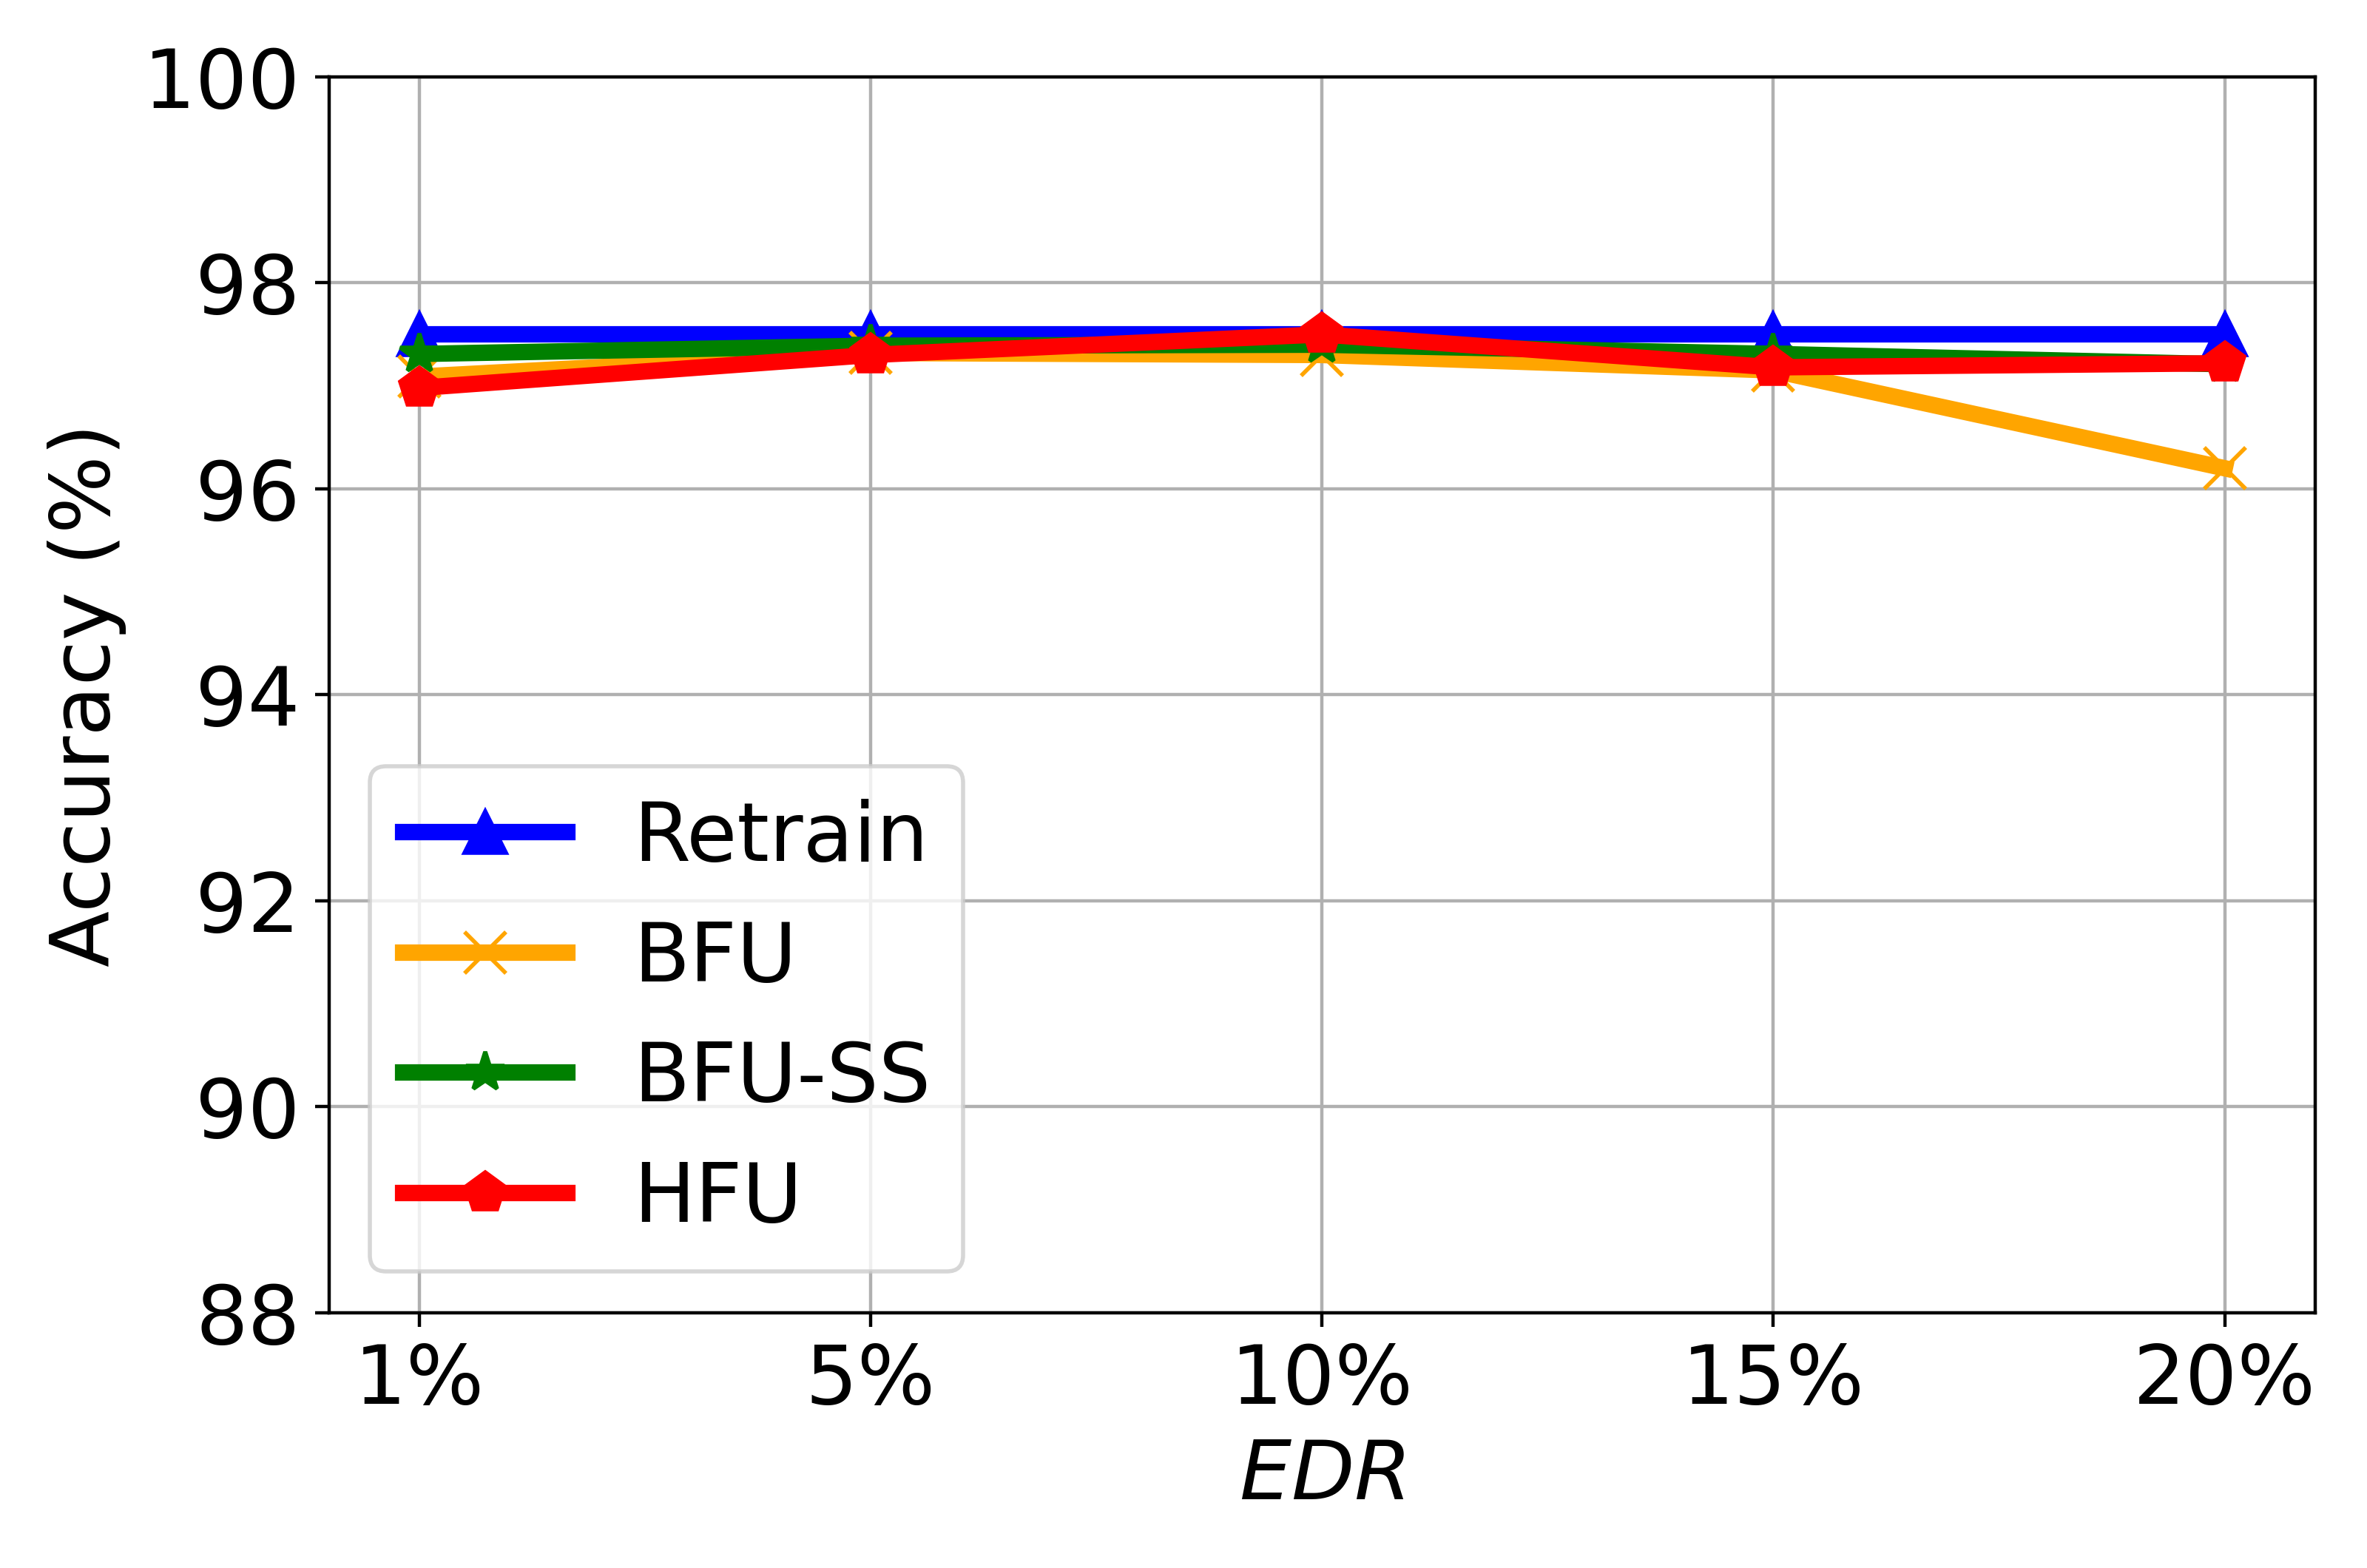 100
98
96
94
92
90
88
Accuracy (%)
Retrain
BFU
BFU-SS
HFU
1% 5% 10% 15% 20%
EDR